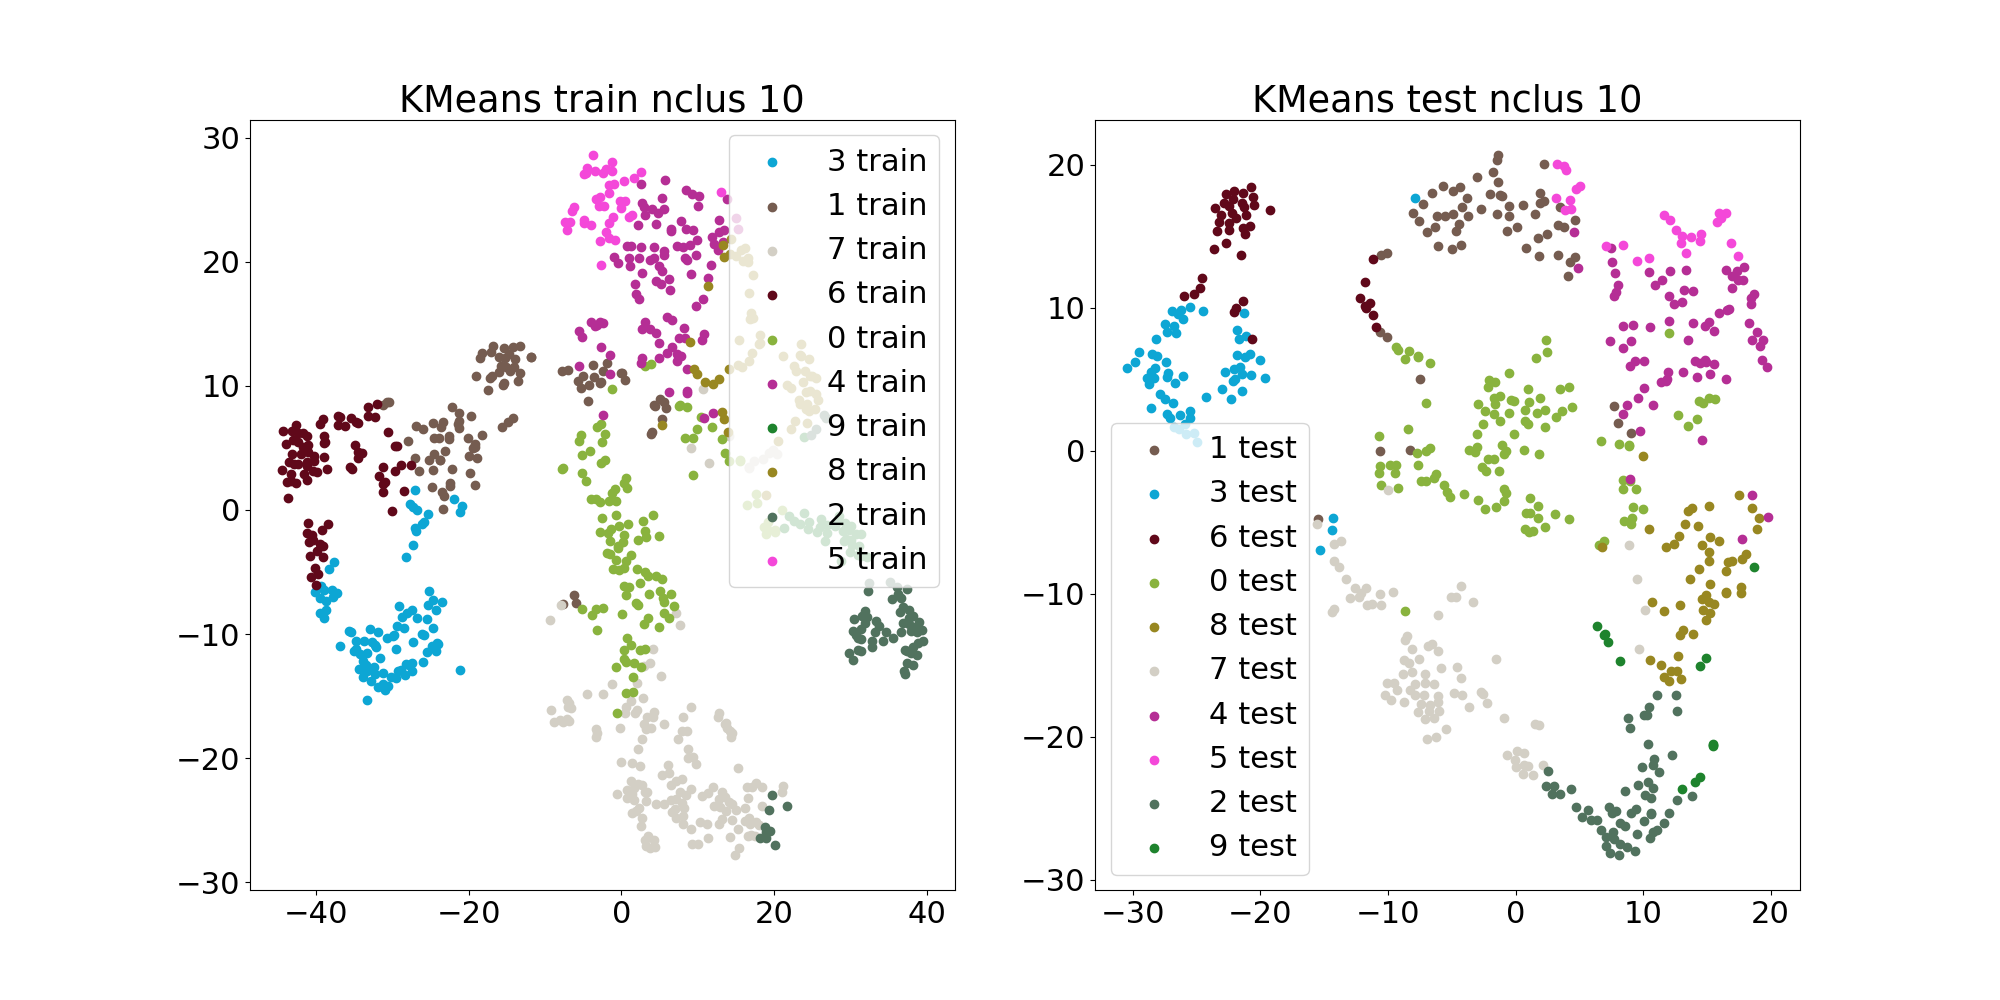 KMeans train nclus 10
30
20
10
0
−10
−20
−30
−40
−20
0
20
40
3 train
1 train
7 train
6 train
0 train
4 train
9 train
8 train
2 train
5 train
KMeans test nclus 10
20
10
0
−10
−20
−30
−30
−20
−10
0
10
20
1 test
3 test
6 test
0 test
8 test
7 test
4 test
5 test
2 test
9 test